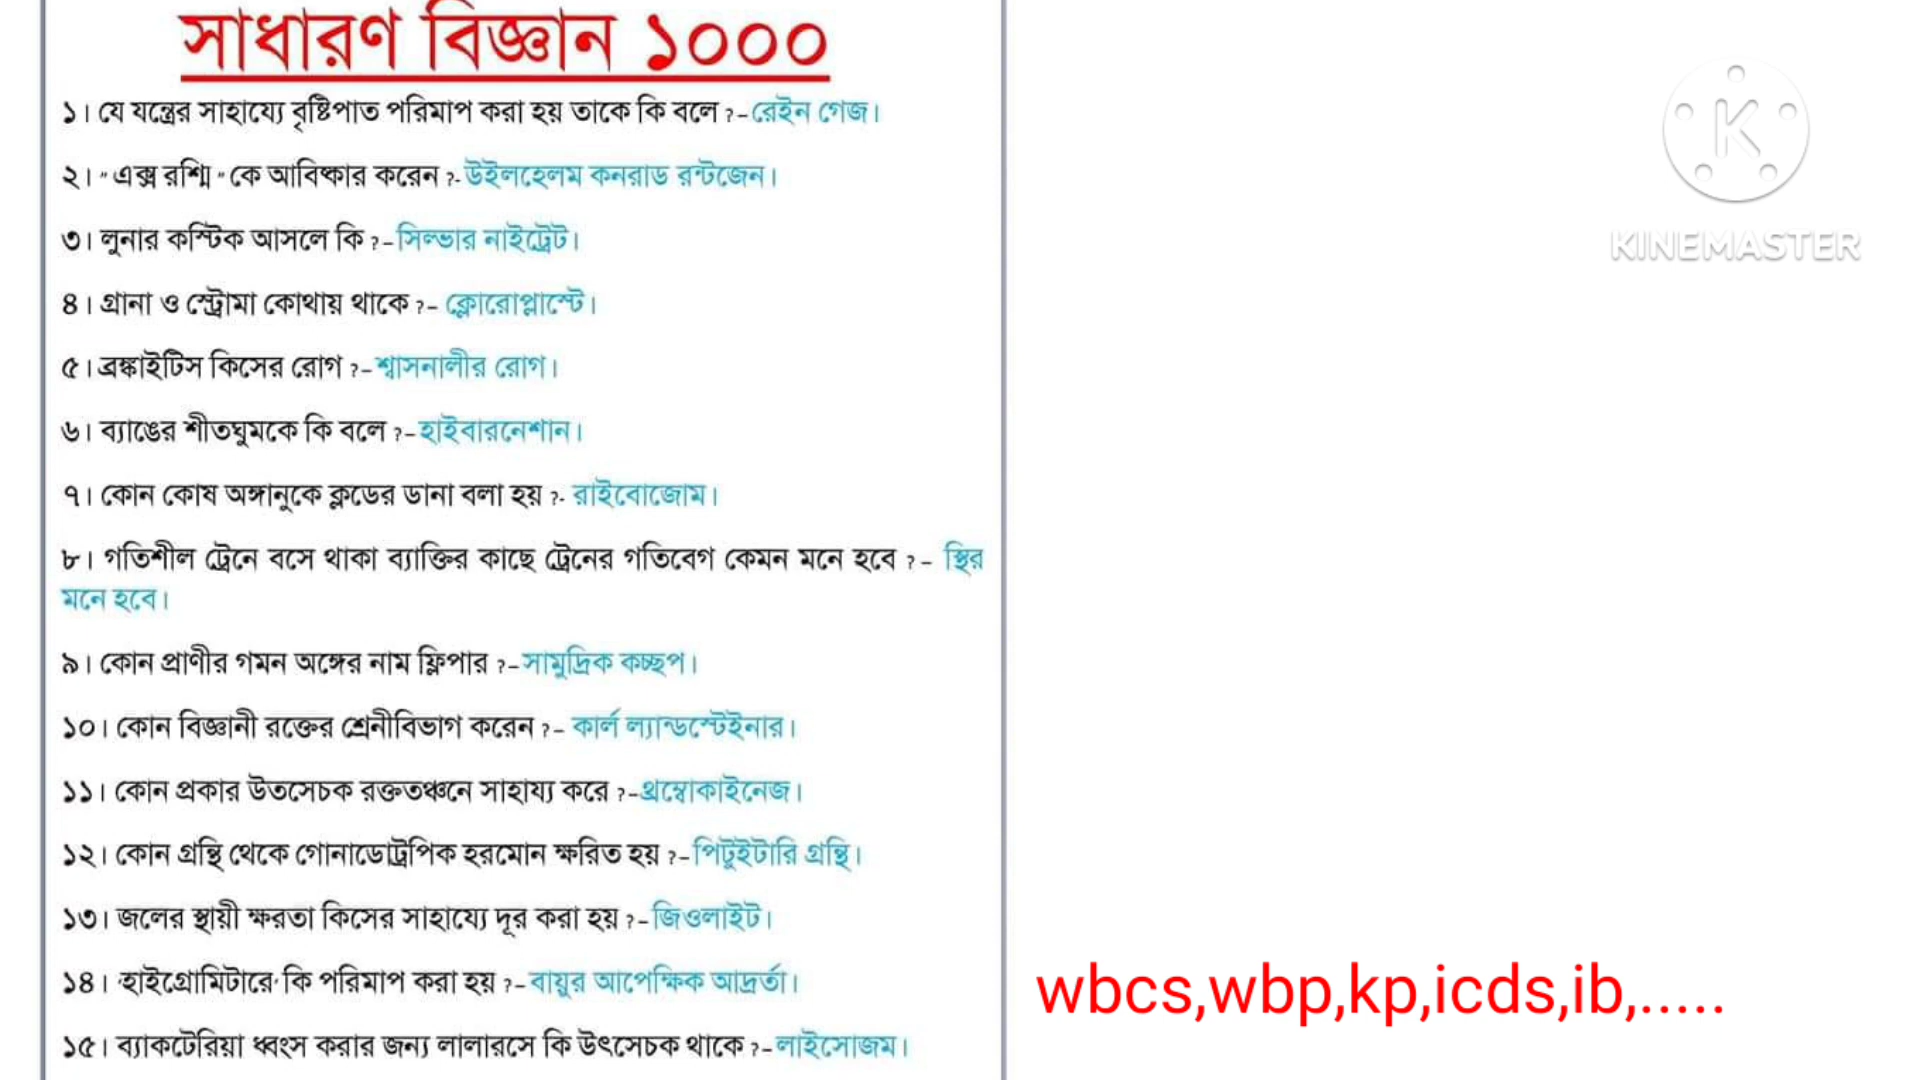 সাধারণ বিজ্ঞান ১০০০
১। যে যন্ত্রের সাহায্যে বৃষ্টিপাত পরিমাপ করা হয় তাকে কি বলে ?-রেইন গেজ।
২। "এক্স রশ্মি" কে আবিষ্কার করেন ?-উইলহেলম কনরাড রন্টজেন।
৩। লুনার কস্টিক আসলে কি ?-সিল্ভার নাইট্রেট।
৪। গ্রানা ও স্ট্রোমা কোথায় থাকে ?- ক্লোরোপ্লাস্টে।
৫। ব্রঙ্কাইটিস কিসের রোগ ?-শ্বাসনালীর রোগ।
৬। ব্যাঙের শীতঘুমকে কি বলে ?-হাইবারনেশান।
৭। কোন কোষ অঙ্গানুকে ক্লডের ডানা বলা হয় ?- রাইবোজোম।
৮। গতিশীল ট্রেনে বসে থাকা ব্যাক্তির কাছে ট্রেনের গতিবেগ কেমন মনে হবে ?- স্থির
মনে হবে।
৯। কোন প্রাণীর গমন অঙ্গের নাম ফ্লিপার ?-সামুদ্রিক কচ্ছপ।
১০। কোন বিজ্ঞানী রক্তের শ্রেনীবিভাগ করেন ?- কার্ল ল্যান্ডস্টেইনার।
১১। কোন প্রকার উতসেচক রক্ততঞ্চনে সাহায্য করে ?-থ্রম্বোকাইনেজ।
১২। কোন গ্রন্থি থেকে গোনাডোট্রপিক হরমোন ক্ষরিত হয় ?-পিটুইটারি গ্রন্থি।
১৩। জলের স্থায়ী ক্ষরতা কিসের সাহায্যে দূর করা হয় ?-জিওলাইট।
১৪। 'হাইগ্রোমিটারে' কি পরিমাপ করা হয় ?-বায়ুর আপেক্ষিক আদ্রর্তা।
১৫। ব্যাকটেরিয়া ধ্বংস করার জন্য লালারসে কি উৎসেচক থাকে ?-লাইসোজম।
K
KINEMASTER
wbcs,wbp,kp,icds,ib,.....